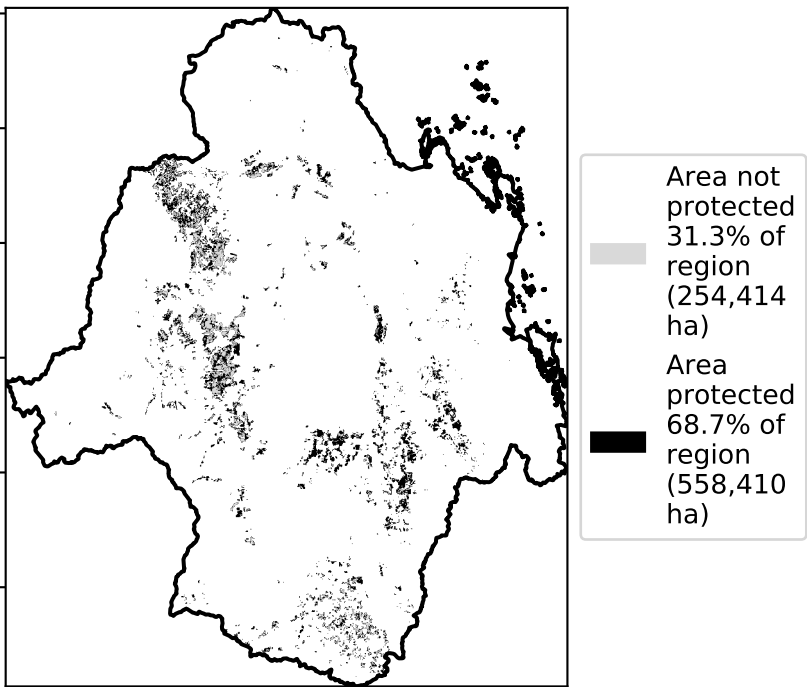 Area not
protected
31.3% of
region
(254,414
ha)
Area
protected
68.7% of
region
(558,410
ha)